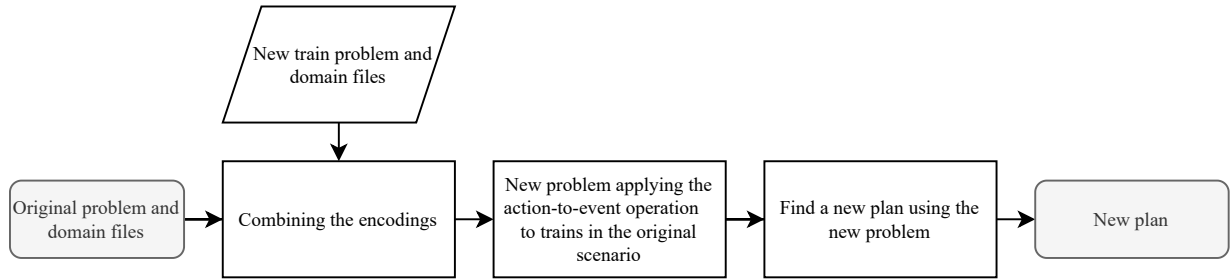 New train problem and
domain files
Original problem and
domain files
Combining the encodings
New problem applying the
action-to-event operation
to trains in the original
scenario
Find a new plan using the
new problem
New plan